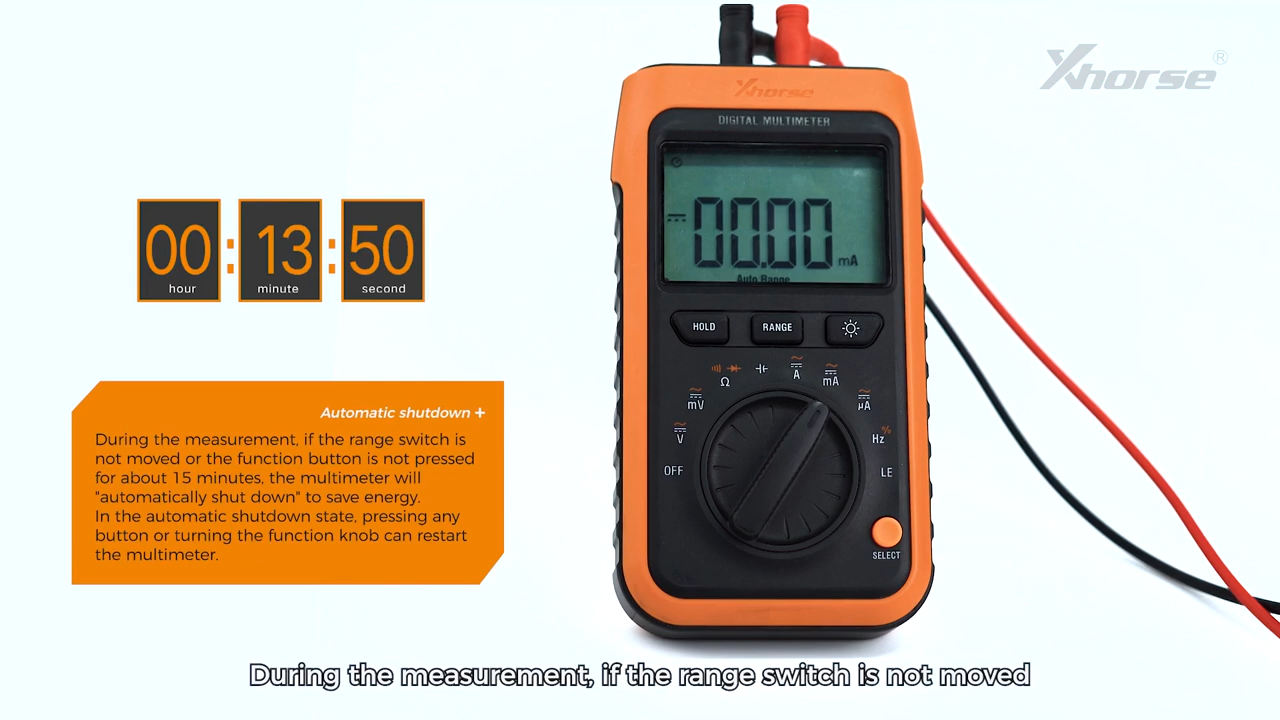 Xhorse®
Xhorse
DIGITAL MULTIMETER
00.00 mA
Auto Range
HOLD
RANGE
Ω
A
mA
mV
µA
V
Hz %
OFF
LE
SELECT
00 : 13 : 50
hour minute second
Automatic shutdown +
During the measurement, if the range switch is
not moved or the function button is not pressed
for about 15 minutes, the multimeter will
"automatically shut down" to save energy.
In the automatic shutdown state, pressing any
button or turning the function knob can restart
the multimeter.
During the measurement, if the range switch is not moved